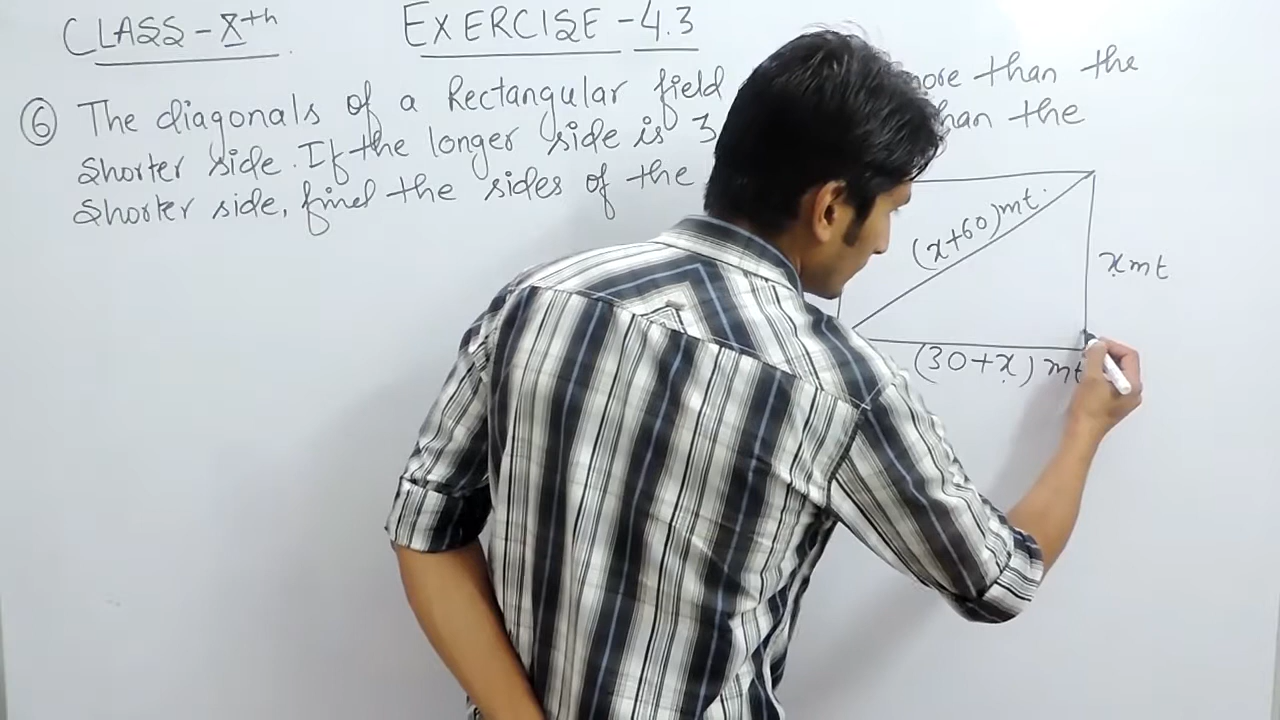 CLASS - Xth
EXERCISE - 4.3
6 The diagonals of a Rectangular field more than the
shorter side. If the longer side is 3 than the
shorter side, find the sides of the
(x+60) mt.
x mt
(30+x) mt